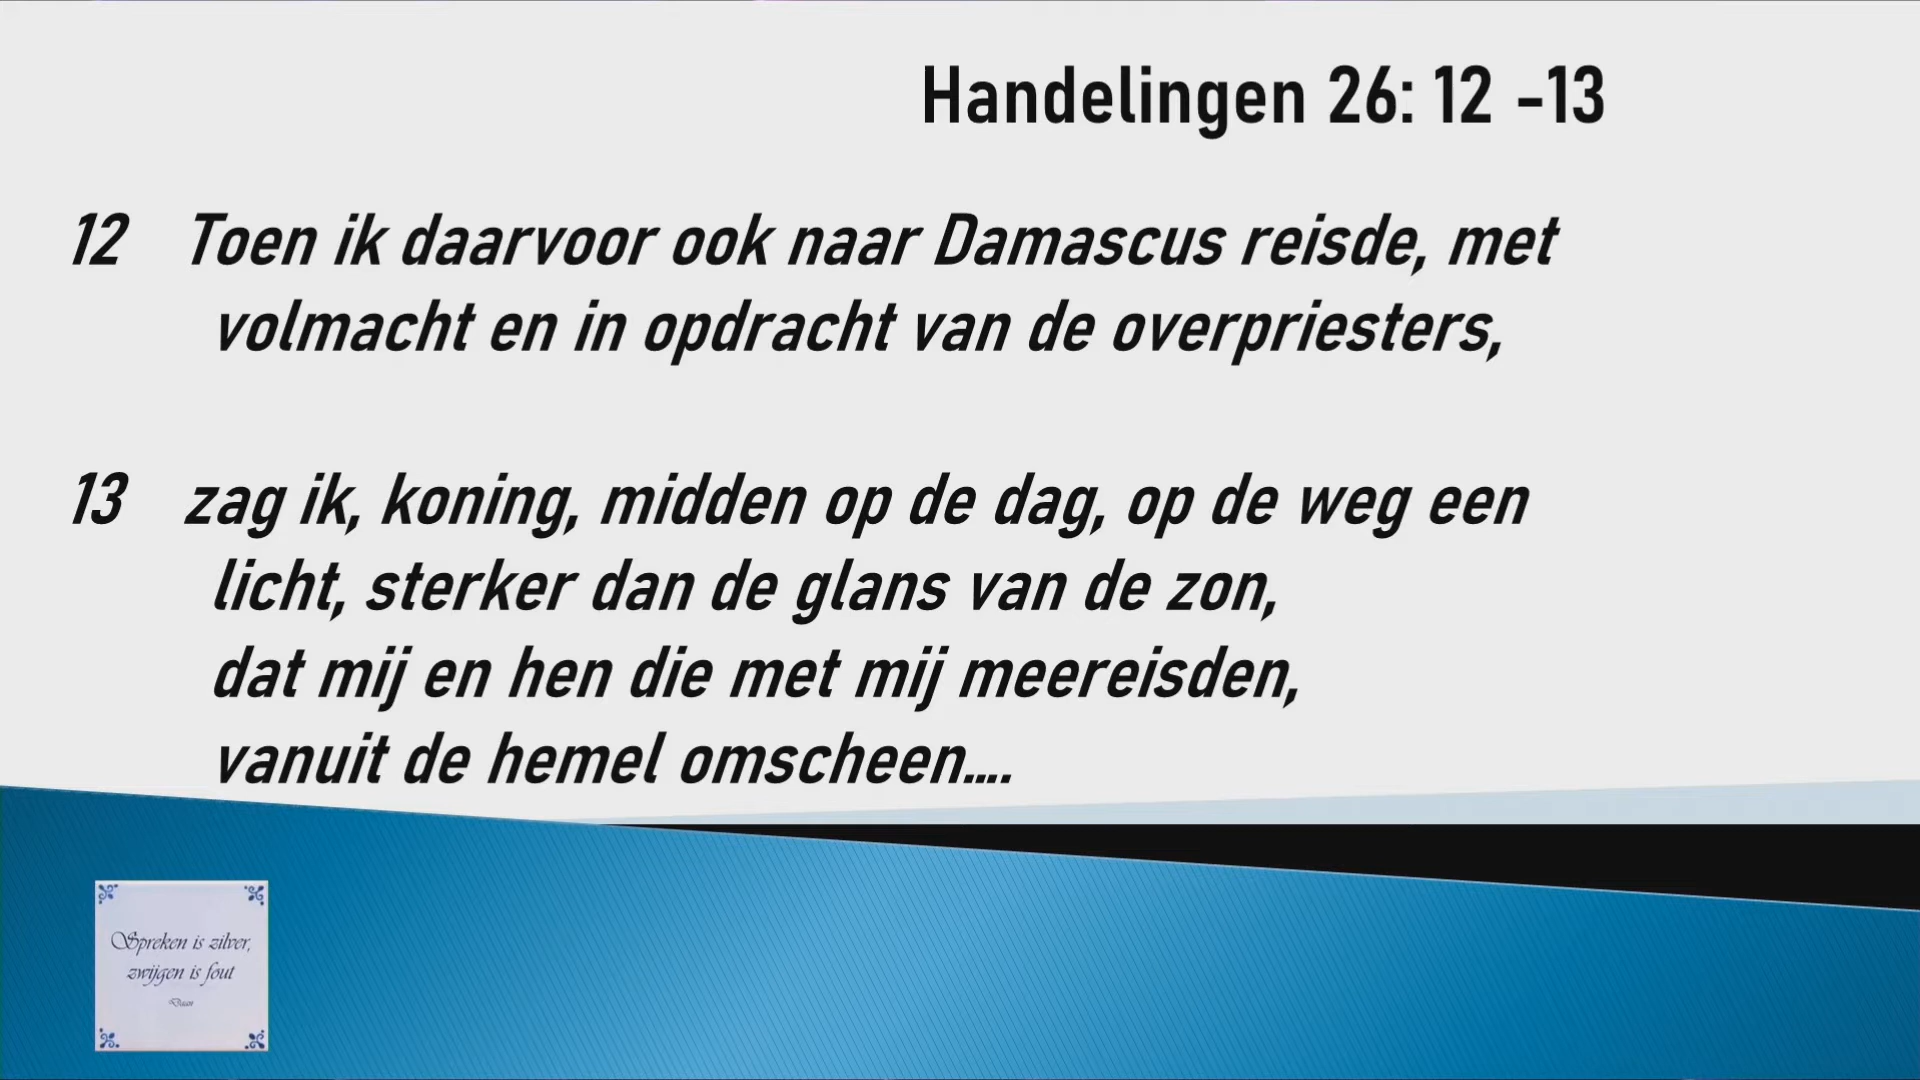 Handelingen 26: 12 -13
12 Toen ik daarvoor ook naar Damascus reisde, met
volmacht en in opdracht van de overpriesters,
13 zag ik, koning, midden op de dag, op de weg een
licht, sterker dan de glans van de zon,
dat mij en hen die met mij meereisden,
vanuit de hemel omscheen....
Spreken is zilver,
zwijgen is fout
Daan